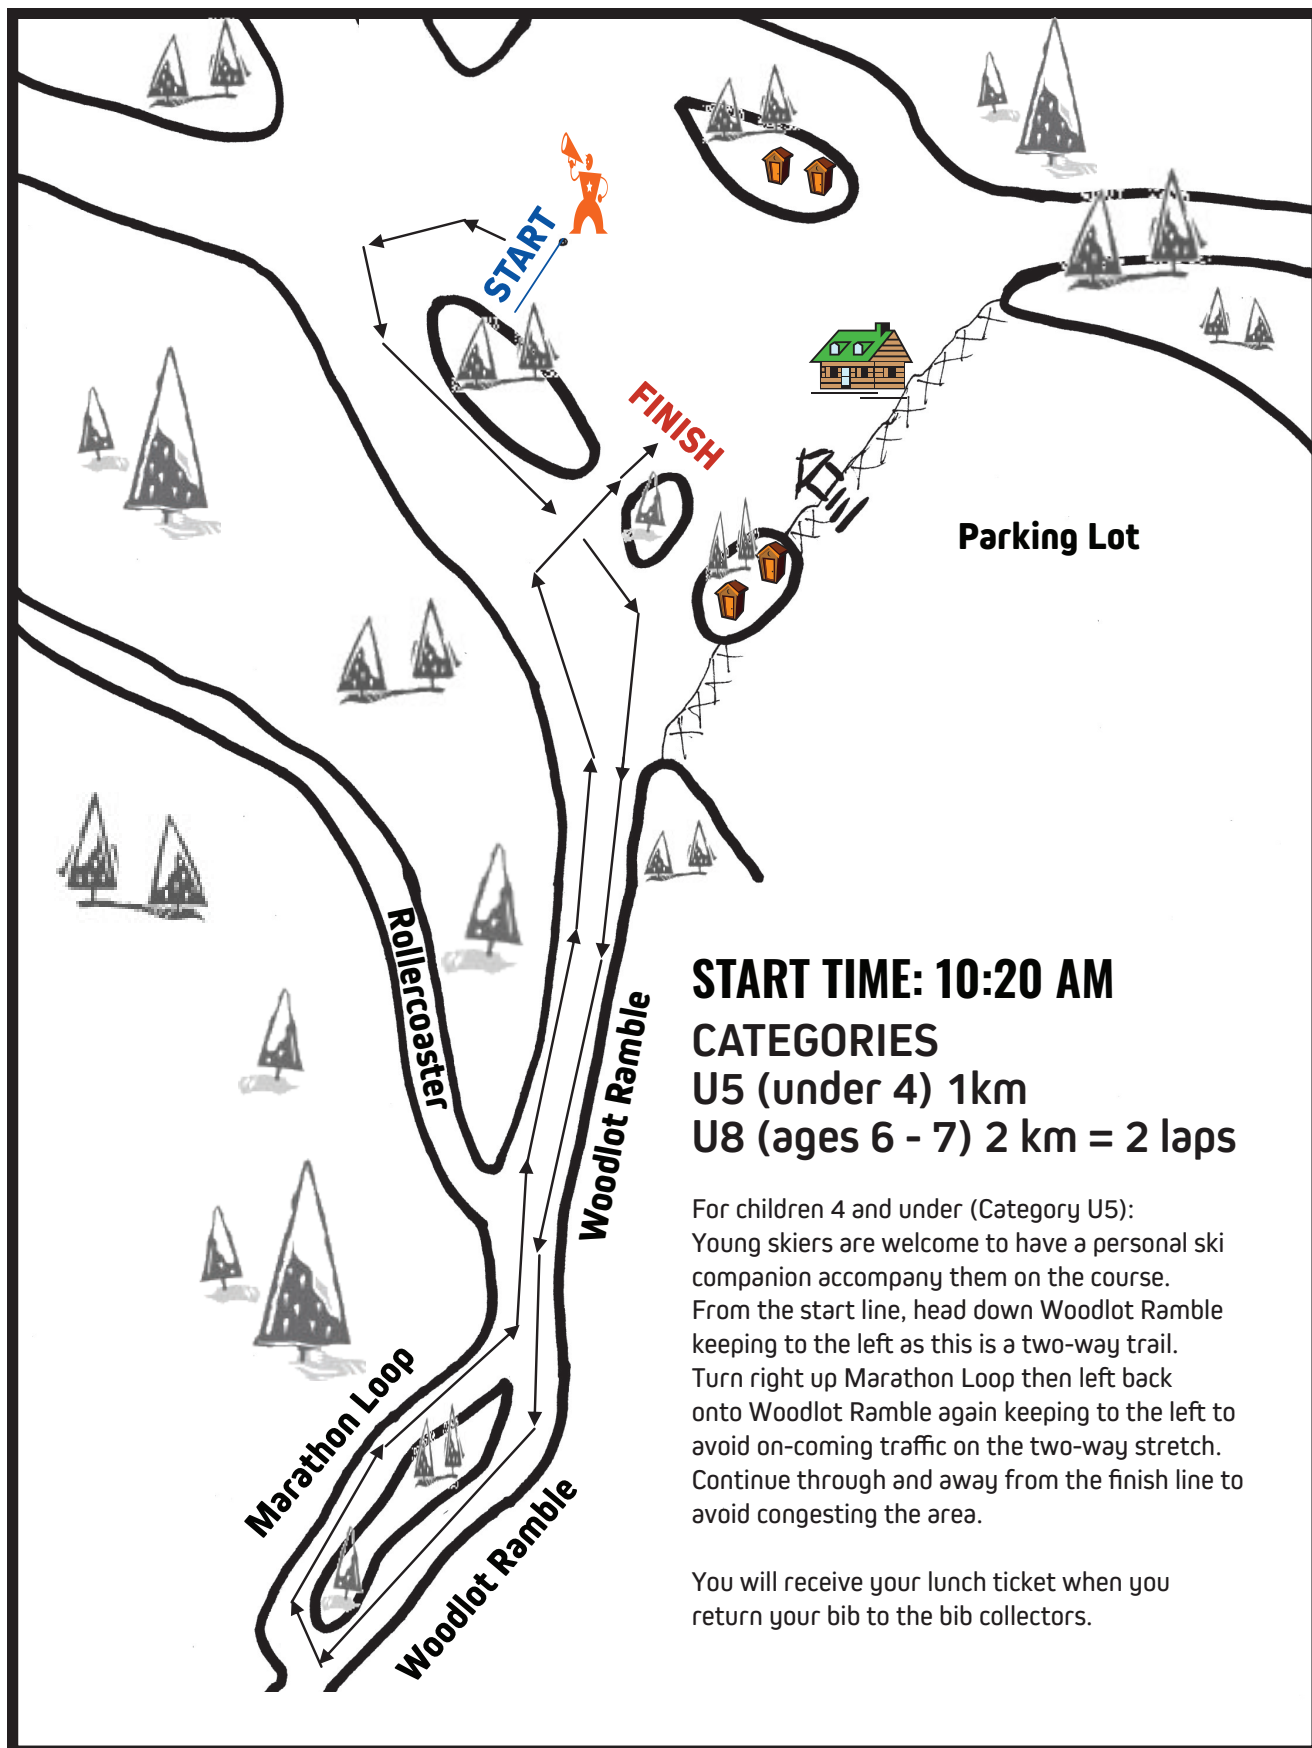 START
FINISH
Parking Lot
Rollercoaster
Woodlot Ramble
Marathon Loop
Woodlot Ramble
START TIME: 10:20 AM
CATEGORIES
U5 (under 4) 1km
U8 (ages 6 - 7) 2 km = 2 laps
For children 4 and under (Category U5):
Young skiers are welcome to have a personal ski
companion accompany them on the course.
From the start line, head down Woodlot Ramble
keeping to the left as this is a two-way trail.
Turn right up Marathon Loop then left back
onto Woodlot Ramble again keeping to the left to
avoid on-coming traffic on the two-way stretch.
Continue through and away from the finish line to
avoid congesting the area.
You will receive your lunch ticket when you
return your bib to the bib collectors.